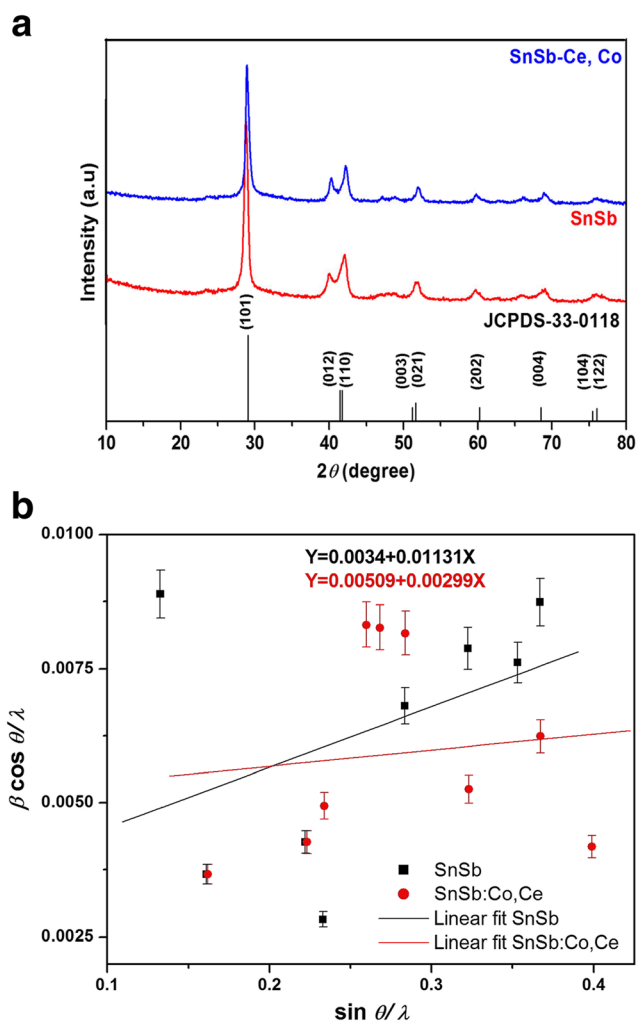 a
SnSb-Ce, Co
SnSb
JCPDS-33-0118
Intensity (a.u)
(101)
(012)
(110)
(003)
(021)
(202)
(004)
(104)
(122)
10 20 30 40 50 60 70 80
2θ (degree)
b
Y=0.0034+0.01131X
Y=0.00509+0.00299X
0.0100
0.0075
0.0050
0.0025
β cos θ/λ
SnSb
SnSb:Co,Ce
Linear fit SnSb
Linear fit SnSb:Co,Ce
0.1 0.2 0.3 0.4
sin θ/λ